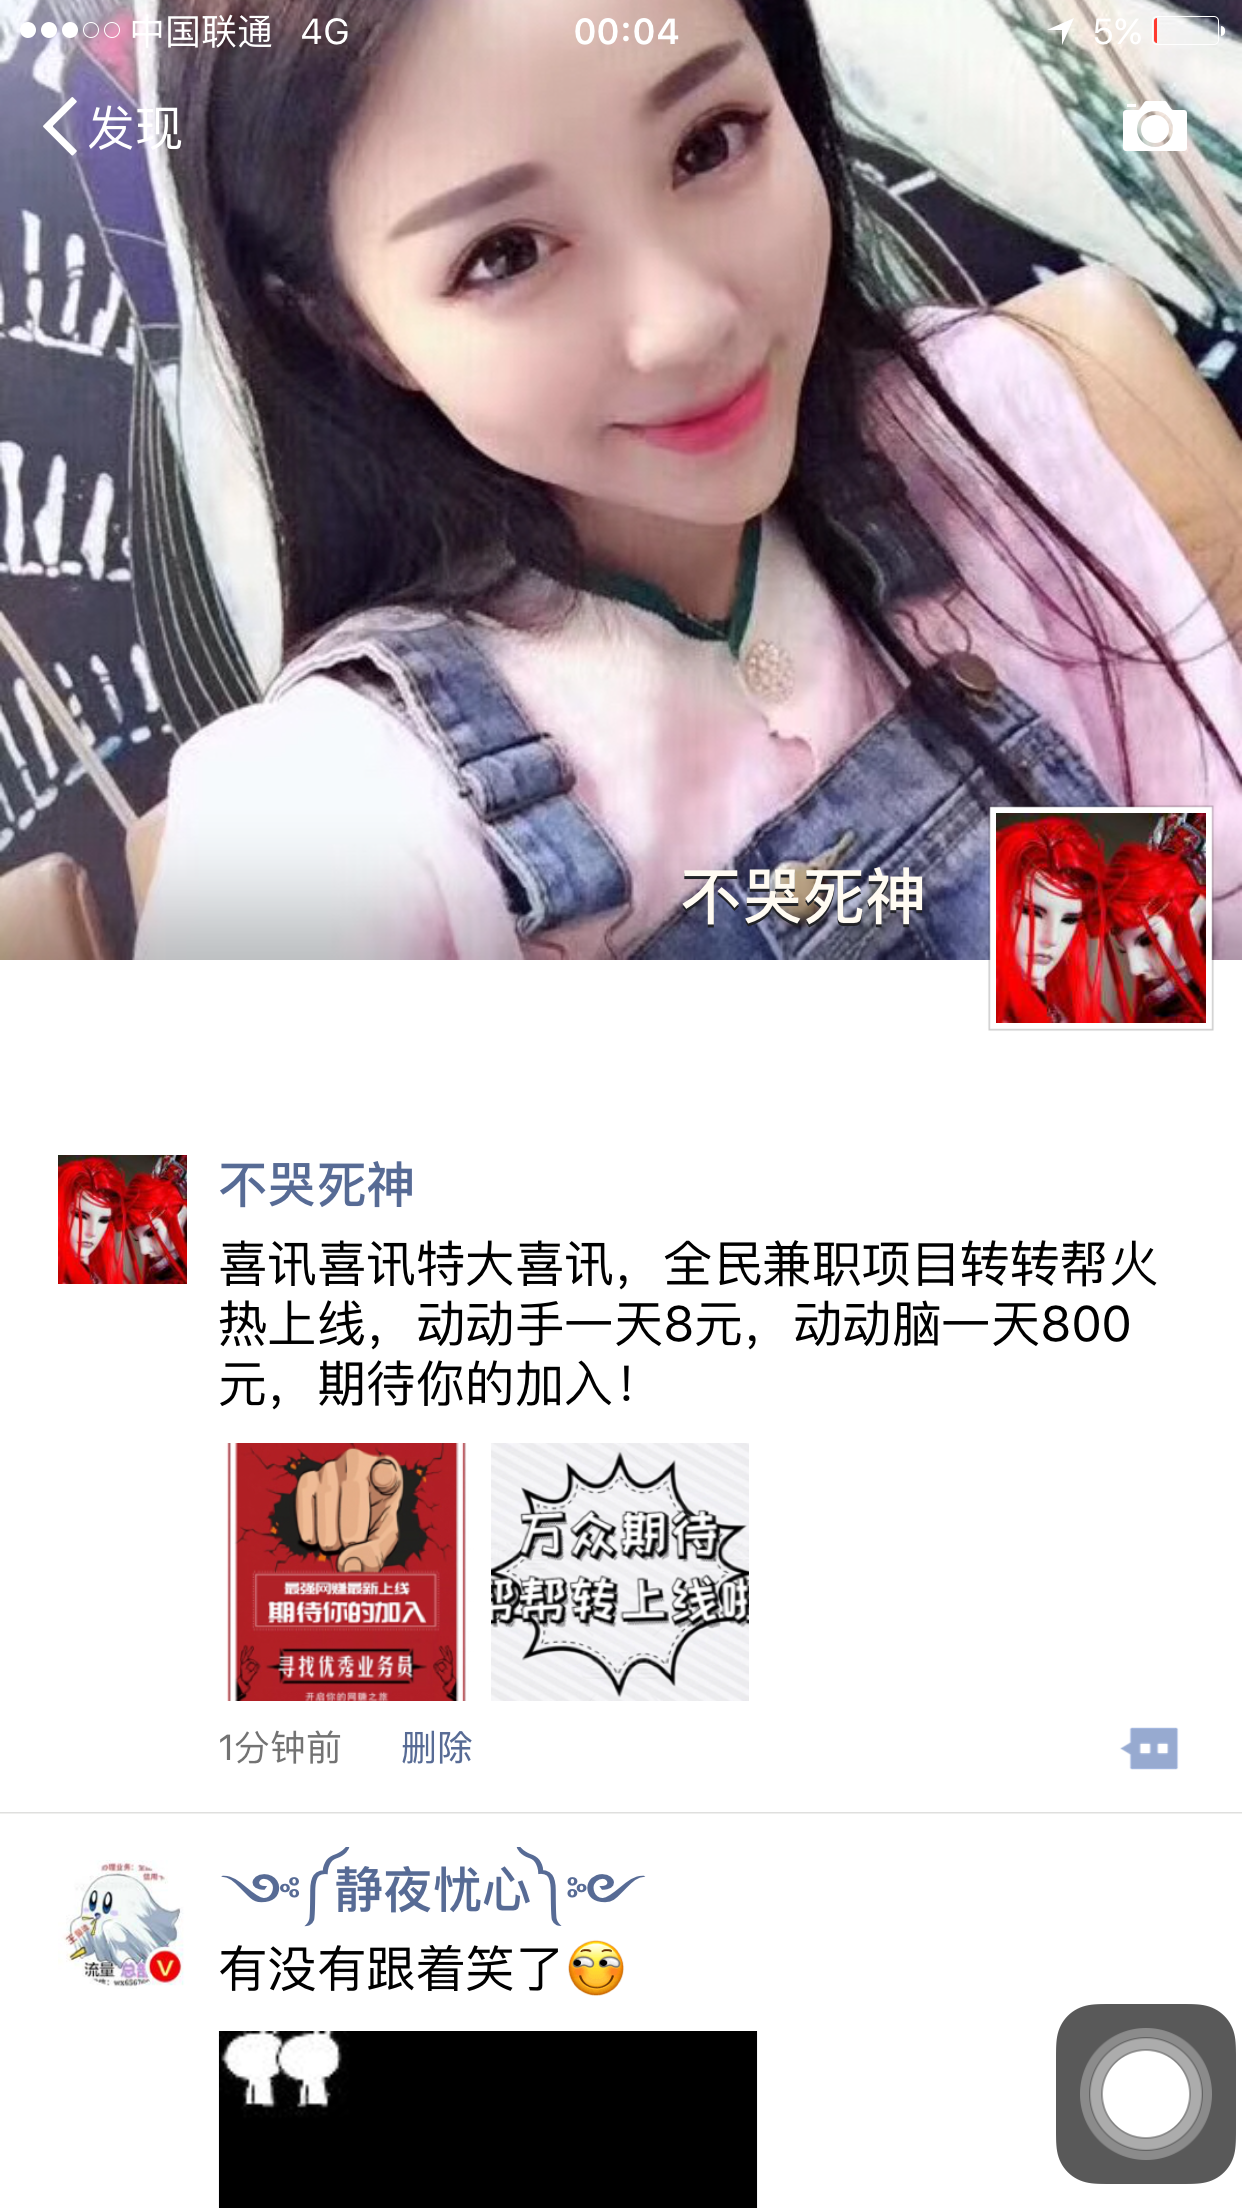 中国联通 4G 00:04 5%
发现
不哭死神
不哭死神
喜讯喜讯特大喜讯，全民兼职项目转转帮火
热上线，动动手一天8元，动动脑一天800
元，期待你的加入！
最强网赚最新上线
期待你的加入
寻找优秀业务员
开启你的网赚之旅
万众期待
帮帮转上线啦
1分钟前 删除
静夜忧心
有没有跟着笑了
流量
V